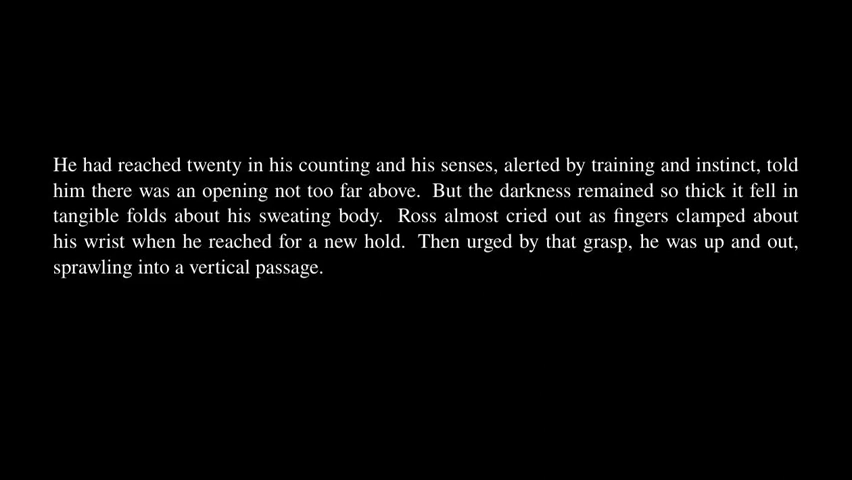 He had reached twenty in his counting and his senses, alerted by training and instinct, told
him there was an opening not too far above. But the darkness remained so thick it fell in
tangible folds about his sweating body. Ross almost cried out as fingers clamped about
his wrist when he reached for a new hold. Then urged by that grasp, he was up and out,
sprawling into a vertical passage.